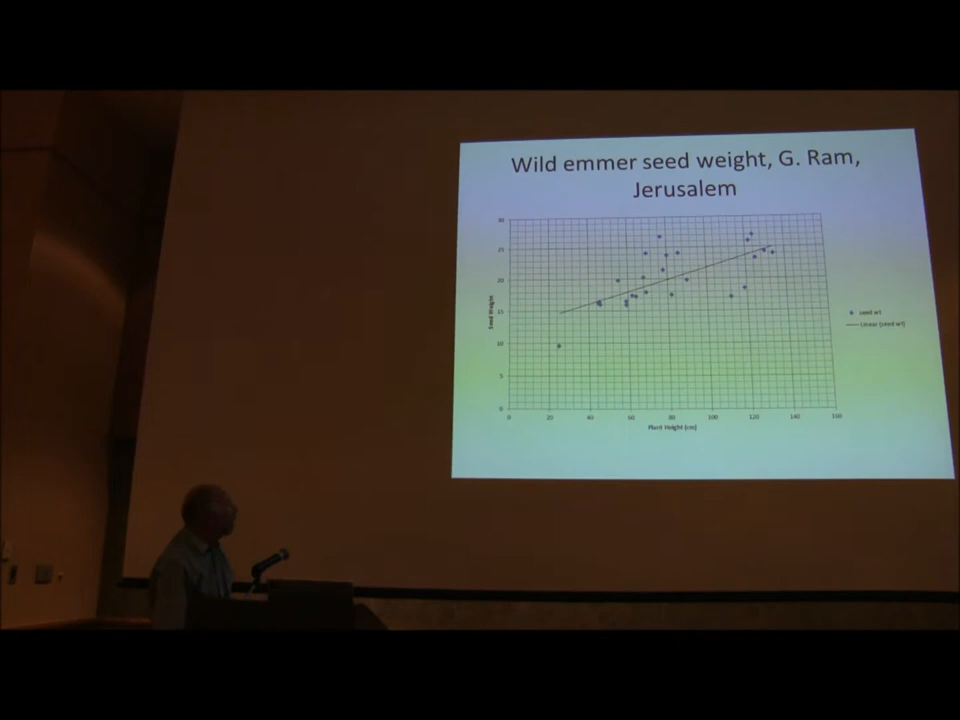 Wild emmer seed weight, G. Ram,
Jerusalem
30
25
20
15
10
5
0
Seed Weight
0 20 40 60 80 100 120 140 160
Plant Height (cm)
seed wt
Linear (seed wt)